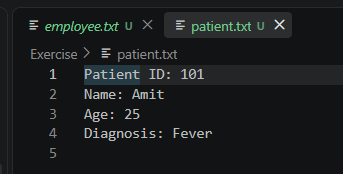 employee.txt U patient.txt U ×
Exercise > patient.txt
1 Patient ID: 101
2 Name: Amit
3 Age: 25
4 Diagnosis: Fever
5